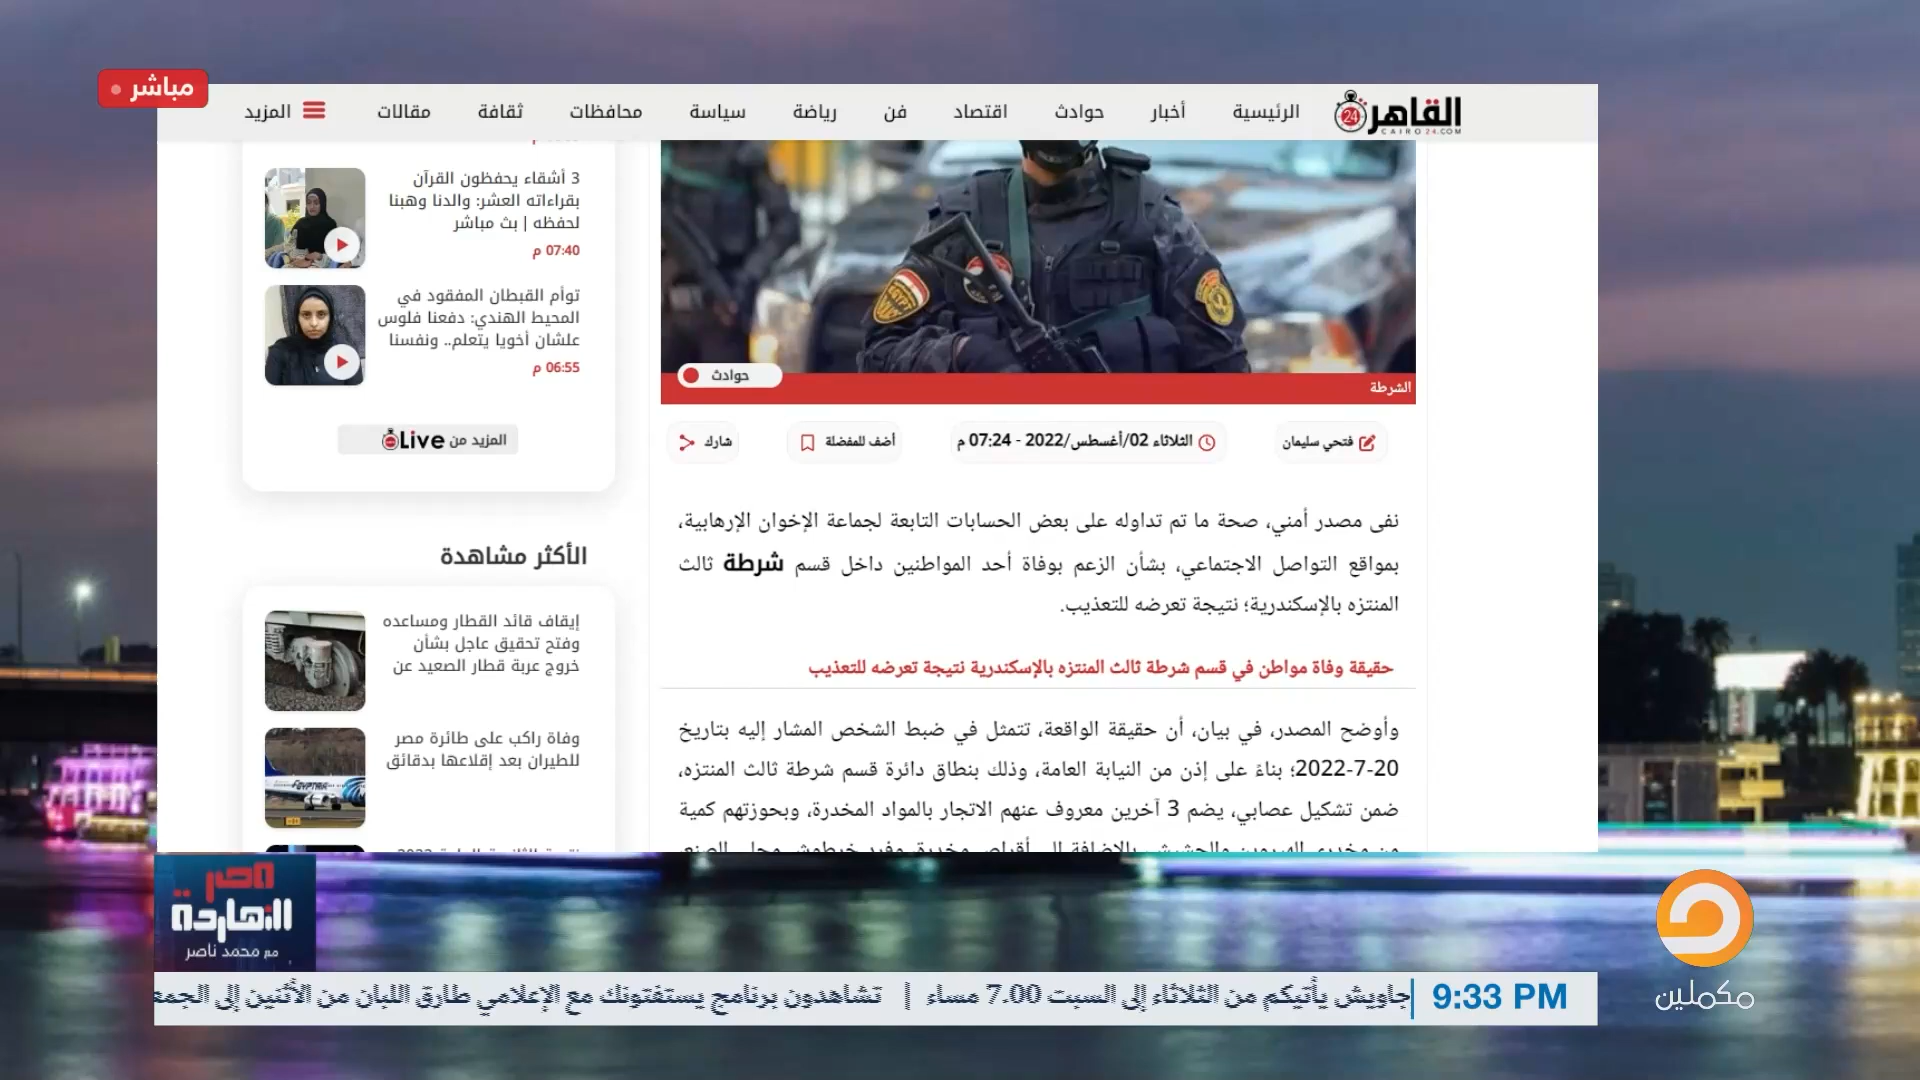 مباشر
القاهرة 24
CAIRO24.COM
الرئيسية
أخبار
حوادث
اقتصاد
فن
رياضة
سياسة
محافظات
ثقافة
مقالات
المزيد
3 أشقاء يحفظون القرآن
بقراءاته العشر: والدنا وهبنا
لحفظه | بث مباشر
07:40 م
توأم القبطان المفقود في
المحيط الهندي: دفعنا فلوس
علشان أخويا يتعلم.. ونفسنا
06:55 م
المزيد من Live
الأكثر مشاهدة
إيقاف قائد القطار ومساعده
وفتح تحقيق عاجل بشأن
خروج عربة قطار الصعيد عن
وفاة راكب على طائرة مصر
للطيران بعد إقلاعها بدقائق
EGYPT
حوادث
الشرطة
فتحي سليمان
الثلاثاء 02/أغسطس/2022 - 07:24 م
أضف للمفضلة
شارك
نفى مصدر أمني، صحة ما تم تداوله على بعض الحسابات التابعة لجماعة الإخوان الإرهابية،
بمواقع التواصل الاجتماعي، بشأن الزعم بوفاة أحد المواطنين داخل قسم شرطة ثالث
المنتزه بالإسكندرية؛ نتيجة تعرضه للتعذيب.
حقيقة وفاة مواطن في قسم شرطة ثالث المنتزه بالإسكندرية نتيجة تعرضه للتعذيب
وأوضح المصدر، في بيان، أن حقيقة الواقعة، تتمثل في ضبط الشخص المشار إليه بتاريخ
20-7-2022؛ بناءً على إذن من النيابة العامة، وذلك بنطاق دائرة قسم شرطة ثالث المنتزه،
ضمن تشكيل عصابي، يضم 3 آخرين معروف عنهم الاتجار بالمواد المخدرة، وبحوزتهم كمية
مصر
النهاردة
مع محمد ناصر
مكملين
9:33 PM
جاويش يأتيكم من الثلاثاء إلى السبت 7.00 مساء | تشاهدون برنامج يستفتونك مع الإعلامي طارق اللبان من الأثنين إلى